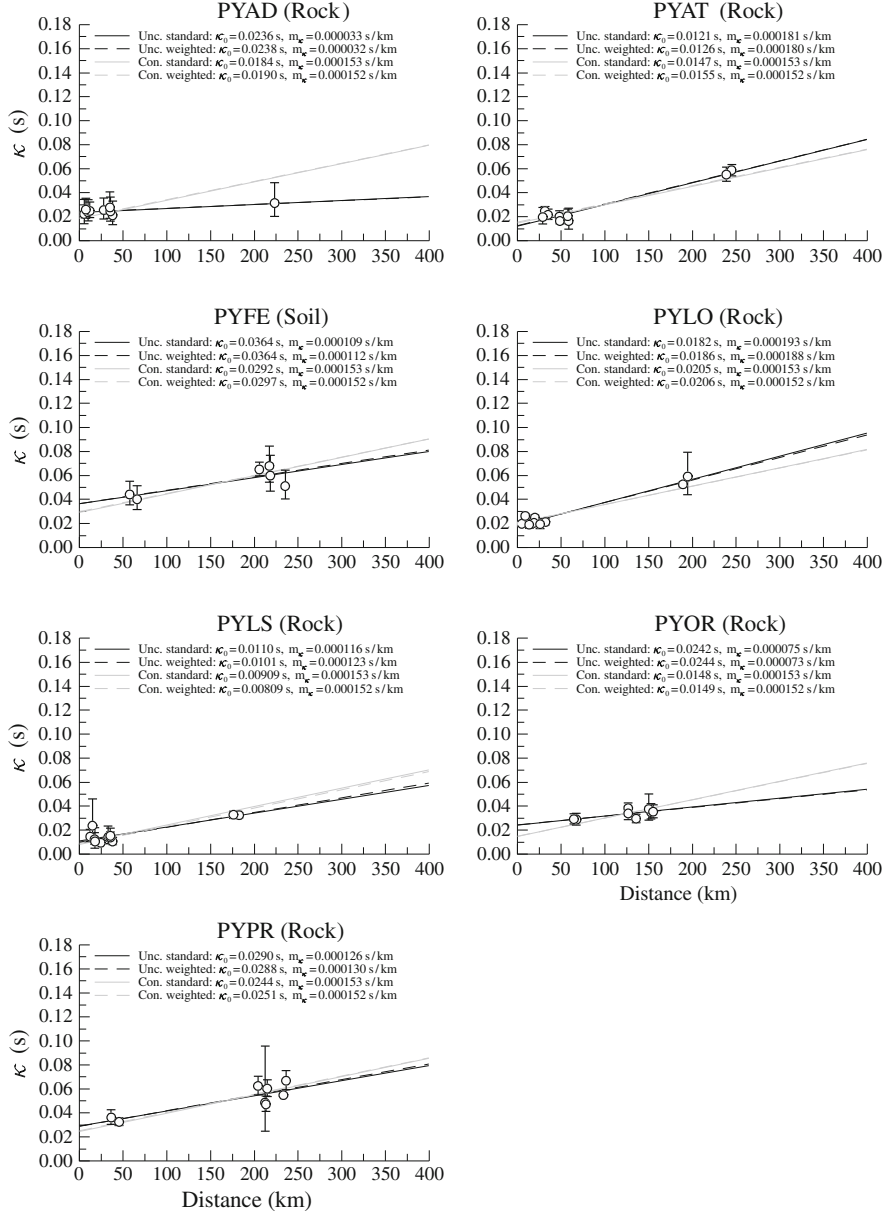 PYAD (Rock)
Unc. standard: κ₀=0.0236 s, mκ=0.000033 s/km
Unc. weighted: κ₀=0.0238 s, mκ=0.000032 s/km
Con. standard: κ₀=0.0184 s, mκ=0.000153 s/km
Con. weighted: κ₀=0.0190 s, mκ=0.000152 s/km
κ (s)
0.18
0.16
0.14
0.12
0.10
0.08
0.06
0.04
0.02
0.00
0 50 100 150 200 250 300 350 400
PYAT (Rock)
Unc. standard: κ₀=0.0121 s, mκ=0.000181 s/km
Unc. weighted: κ₀=0.0126 s, mκ=0.000180 s/km
Con. standard: κ₀=0.0147 s, mκ=0.000153 s/km
Con. weighted: κ₀=0.0155 s, mκ=0.000152 s/km
0.18
0.16
0.14
0.12
0.10
0.08
0.06
0.04
0.02
0.00
0 50 100 150 200 250 300 350 400
PYFE (Soil)
Unc. standard: κ₀=0.0364 s, mκ=0.000109 s/km
Unc. weighted: κ₀=0.0364 s, mκ=0.000112 s/km
Con. standard: κ₀=0.0292 s, mκ=0.000153 s/km
Con. weighted: κ₀=0.0297 s, mκ=0.000152 s/km
κ (s)
0.18
0.16
0.14
0.12
0.10
0.08
0.06
0.04
0.02
0.00
0 50 100 150 200 250 300 350 400
PYLO (Rock)
Unc. standard: κ₀=0.0182 s, mκ=0.000193 s/km
Unc. weighted: κ₀=0.0186 s, mκ=0.000188 s/km
Con. standard: κ₀=0.0205 s, mκ=0.000153 s/km
Con. weighted: κ₀=0.0206 s, mκ=0.000152 s/km
0.18
0.16
0.14
0.12
0.10
0.08
0.06
0.04
0.02
0.00
0 50 100 150 200 250 300 350 400
PYLS (Rock)
Unc. standard: κ₀=0.0110 s, mκ=0.000116 s/km
Unc. weighted: κ₀=0.0101 s, mκ=0.000123 s/km
Con. standard: κ₀=0.00909 s, mκ=0.000153 s/km
Con. weighted: κ₀=0.00809 s, mκ=0.000152 s/km
κ (s)
0.18
0.16
0.14
0.12
0.10
0.08
0.06
0.04
0.02
0.00
0 50 100 150 200 250 300 350 400
PYOR (Rock)
Unc. standard: κ₀=0.0242 s, mκ=0.000075 s/km
Unc. weighted: κ₀=0.0244 s, mκ=0.000073 s/km
Con. standard: κ₀=0.0148 s, mκ=0.000153 s/km
Con. weighted: κ₀=0.0149 s, mκ=0.000152 s/km
0.18
0.16
0.14
0.12
0.10
0.08
0.06
0.04
0.02
0.00
0 50 100 150 200 250 300 350 400
Distance (km)
PYPR (Rock)
Unc. standard: κ₀=0.0290 s, mκ=0.000126 s/km
Unc. weighted: κ₀=0.0288 s, mκ=0.000130 s/km
Con. standard: κ₀=0.0244 s, mκ=0.000153 s/km
Con. weighted: κ₀=0.0251 s, mκ=0.000152 s/km
κ (s)
0.18
0.16
0.14
0.12
0.10
0.08
0.06
0.04
0.02
0.00
0 50 100 150 200 250 300 350 400
Distance (km)